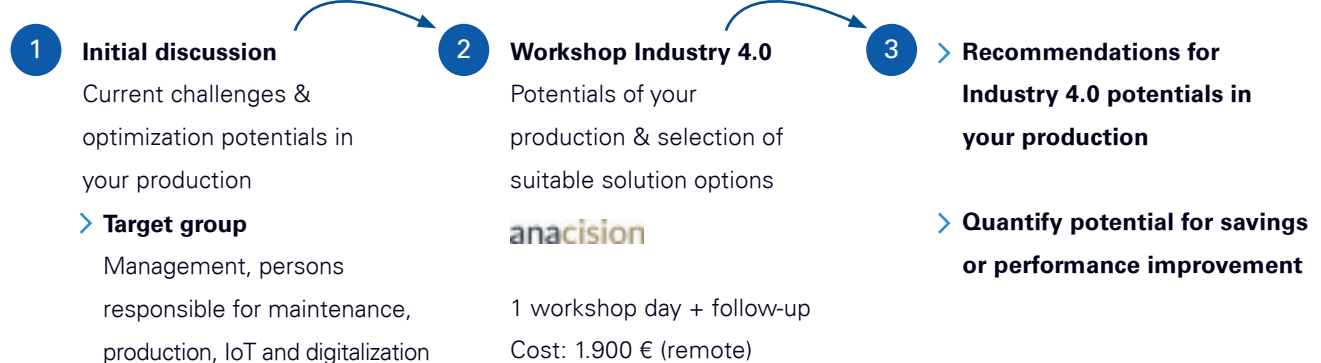 1
Initial discussion
Current challenges &
optimization potentials in
your production
Target group
Management, persons
responsible for maintenance,
production, IoT and digitalization
2
Workshop Industry 4.0
Potentials of your
production & selection of
suitable solution options
anacision
1 workshop day + follow-up
Cost: 1.900 € (remote)
3
Recommendations for
Industry 4.0 potentials in
your production
Quantify potential for savings
or performance improvement